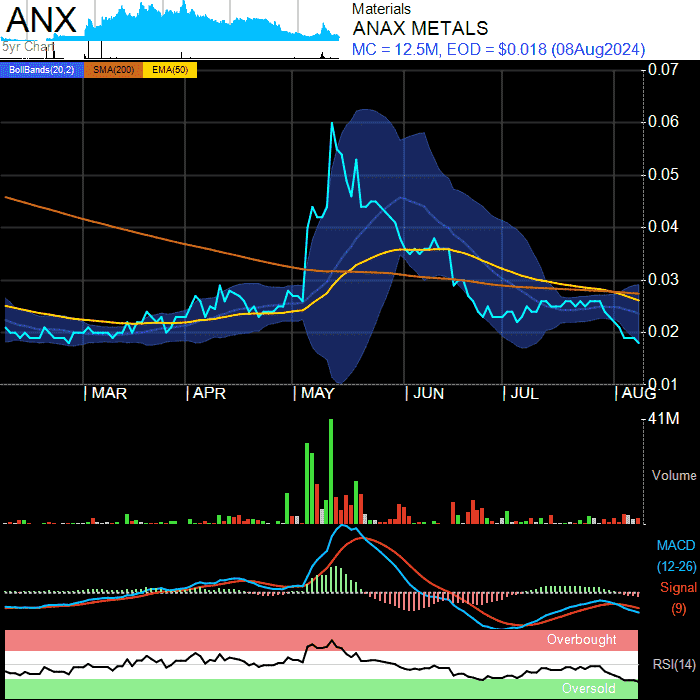 ANX
5yr Chart
Materials
ANAX METALS
MC = 12.5M, EOD = $0.018 (08Aug2024)
BollBands(20,2) SMA(200) EMA(50)
0.07
0.06
0.05
0.04
0.03
0.02
0.01
| MAR | APR | MAY | JUN | JUL | AUG
41M
Volume
MACD
(12-26)
Signal
(9)
Overbought
RSI(14)
Oversold